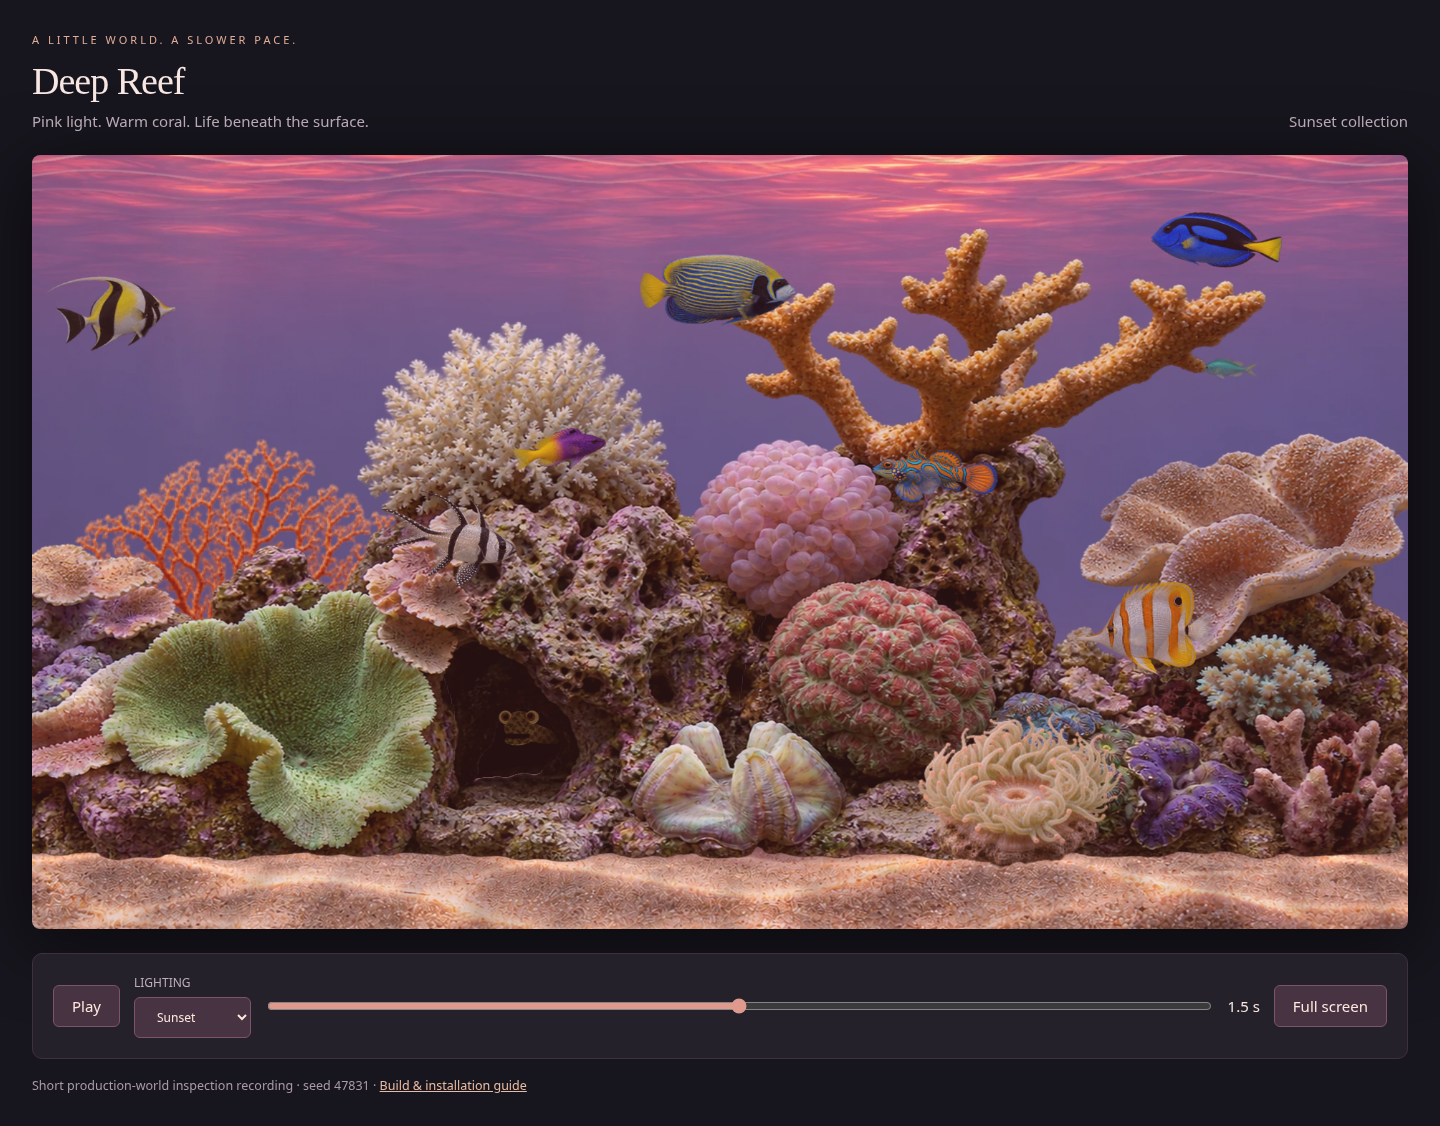 A LITTLE WORLD. A SLOWER PACE.
Deep Reef
Pink light. Warm coral. Life beneath the surface.
Sunset collection
LIGHTING
Play
Sunset
1.5 s
Full screen
Short production-world inspection recording · seed 47831 · Build & installation guide